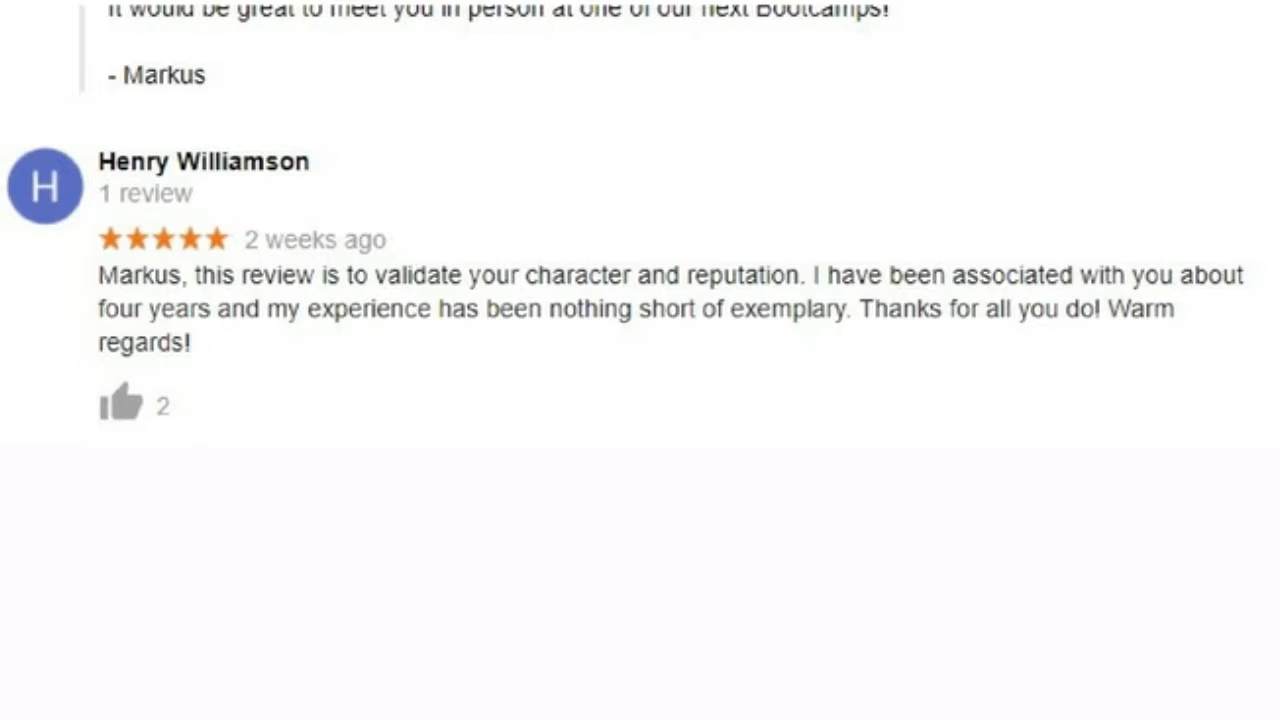 It would be great to meet you in person at one of our next Bootcamps!
- Markus
H
Henry Williamson
1 review
2 weeks ago
Markus, this review is to validate your character and reputation. I have been associated with you about
four years and my experience has been nothing short of exemplary. Thanks for all you do! Warm
regards!
2